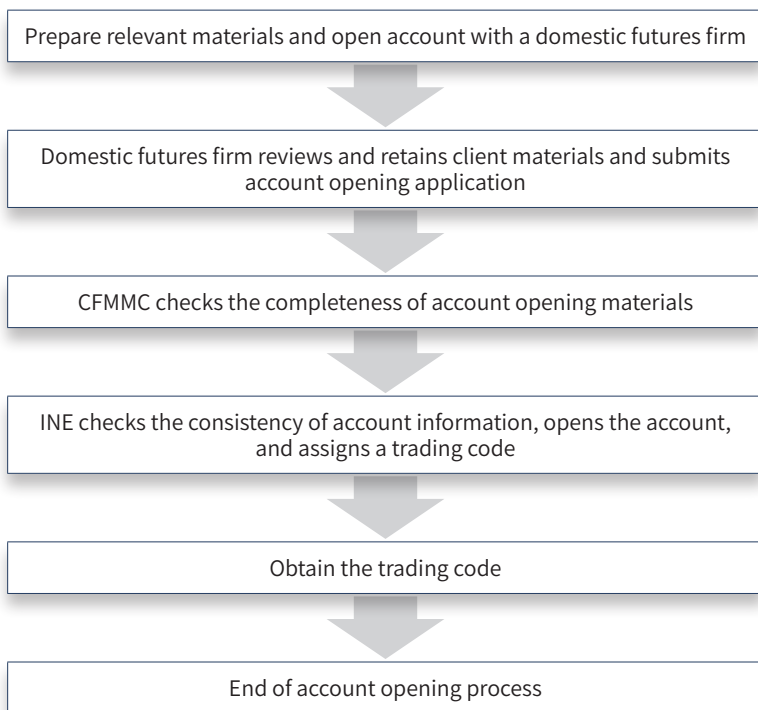 Prepare relevant materials and open account with a domestic futures firm
Domestic futures firm reviews and retains client materials and submits
account opening application
CFMMC checks the completeness of account opening materials
INE checks the consistency of account information, opens the account,
and assigns a trading code
Obtain the trading code
End of account opening process